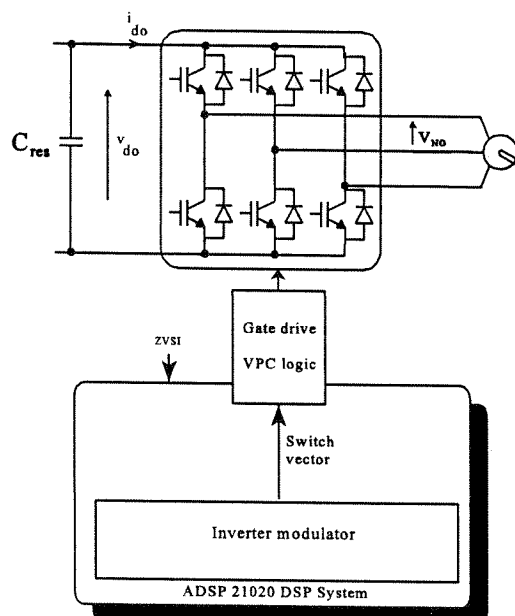 i do
C res
v do
V NO
Gate drive
VPC logic
ZVSI
Switch
vector
Inverter modulator
ADSP 21020 DSP System